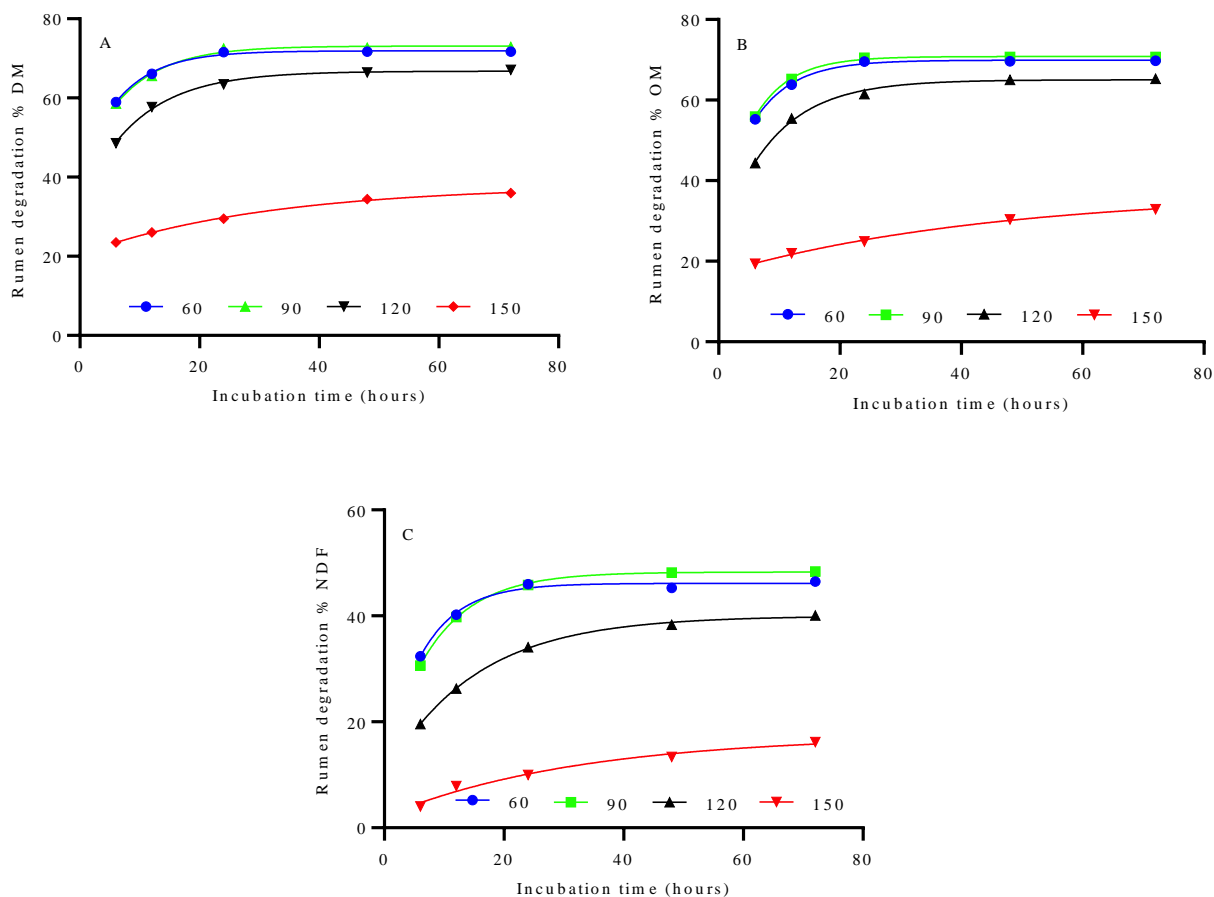 A
Rumen degradation % DM
80
60
40
20
0
60 90 120 150
0 20 40 60 80
Incubation time (hours)
B
Rumen degradation % OM
80
60
40
20
0
60 90 120 150
0 20 40 60 80
Incubation time (hours)
C
Rumen degradation % NDF
60
40
20
0
60 90 120 150
0 20 40 60 80
Incubation time (hours)